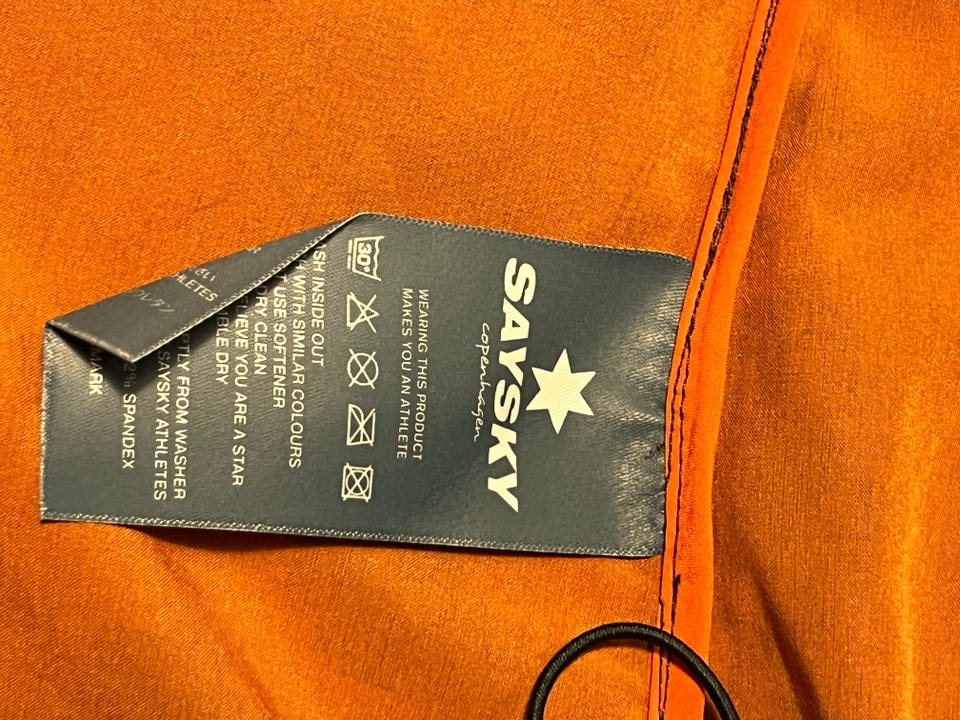 SAYSKY
copenhagen
WEARING THIS PRODUCT
MAKES YOU AN ATHLETE
30°
INSIDE OUT
WITH SIMILAR COLOURS
USE SOFTENER
DRY CLEAN
YOU ARE A STAR
DRY
FROM WASHER
SAYSKY ATHLETES
SPANDEX